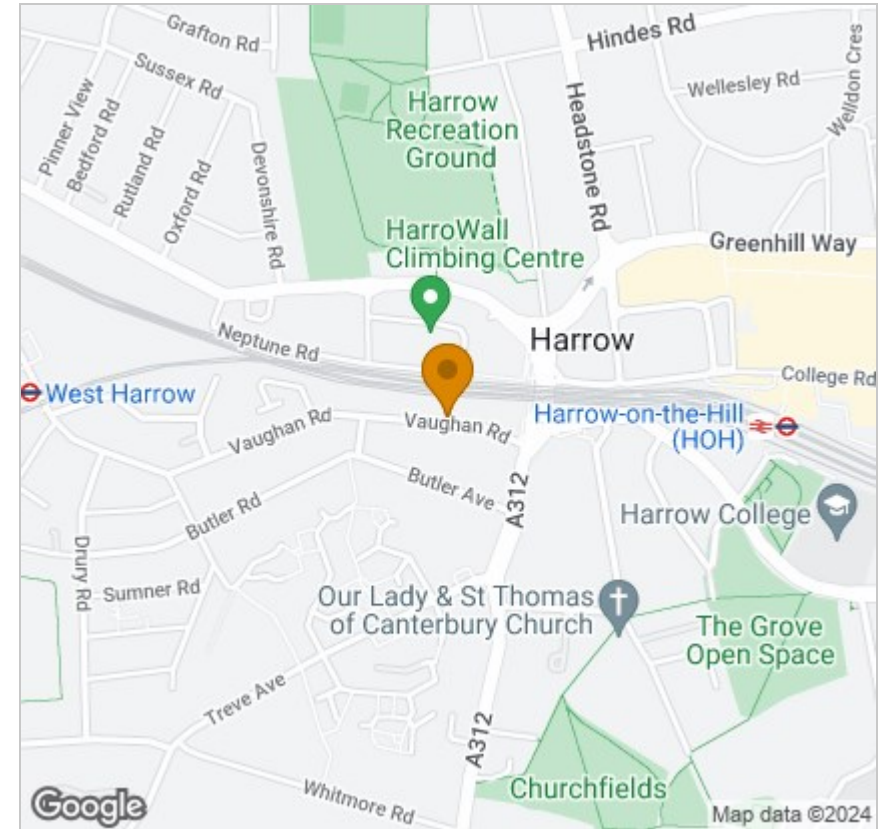 Grafton Rd
Hindes Rd
Sussex Rd
Wellesley Rd
Welldon Cres
Pinner View
Bedford Rd
Rutland Rd
Oxford Rd
Devonshire Rd
Harrow
Recreation
Ground
Headstone Rd
HarroWall
Climbing Centre
Greenhill Way
Neptune Rd
Harrow
College Rd
West Harrow
Vaughan Rd
Vaughan Rd
Harrow-on-the-Hill
(HOH)
Butler Rd
Butler Ave
A312
Harrow College
Drury Rd
Sumner Rd
Our Lady & St Thomas
of Canterbury Church
The Grove
Open Space
Treve Ave
A312
Whitmore Rd
Churchfields
Google
Map data ©2024